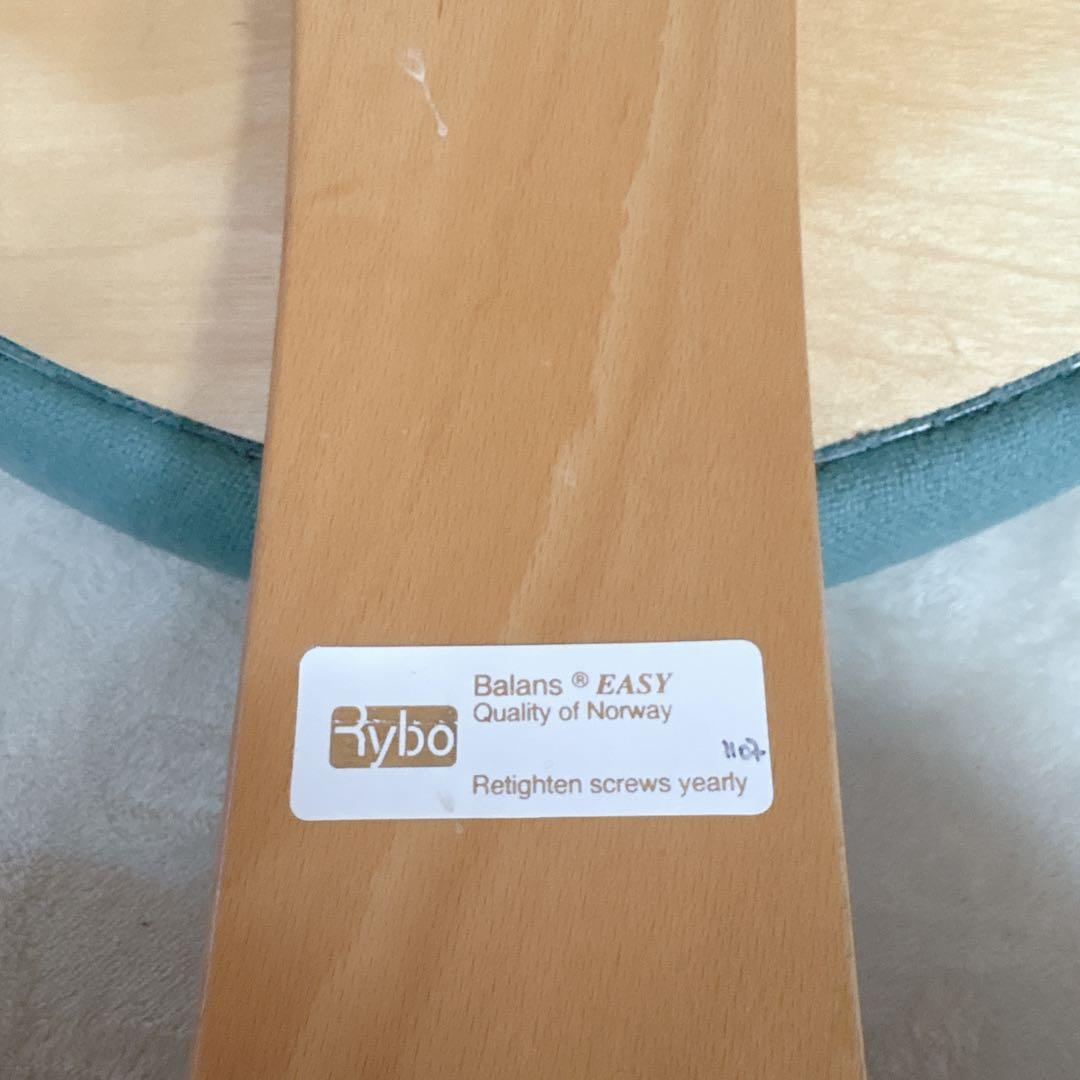 Rybo
Balans ® EASY
Quality of Norway
1107
Retighten screws yearly